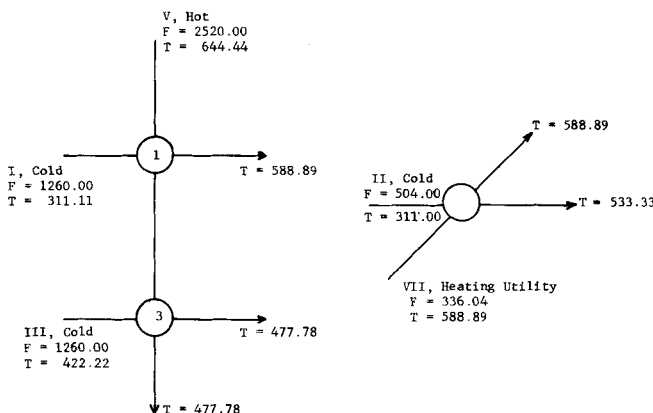 V, Hot
F = 2520.00
T = 644.44
1
I, Cold
F = 1260.00
T = 311.11
T = 588.89
3
III, Cold
F = 1260.00
T = 422.22
T = 477.78
T = 477.78
T = 588.89
II, Cold
F = 504.00
T = 311.00
T = 533.33
VII, Heating Utility
F = 336.04
T = 588.89